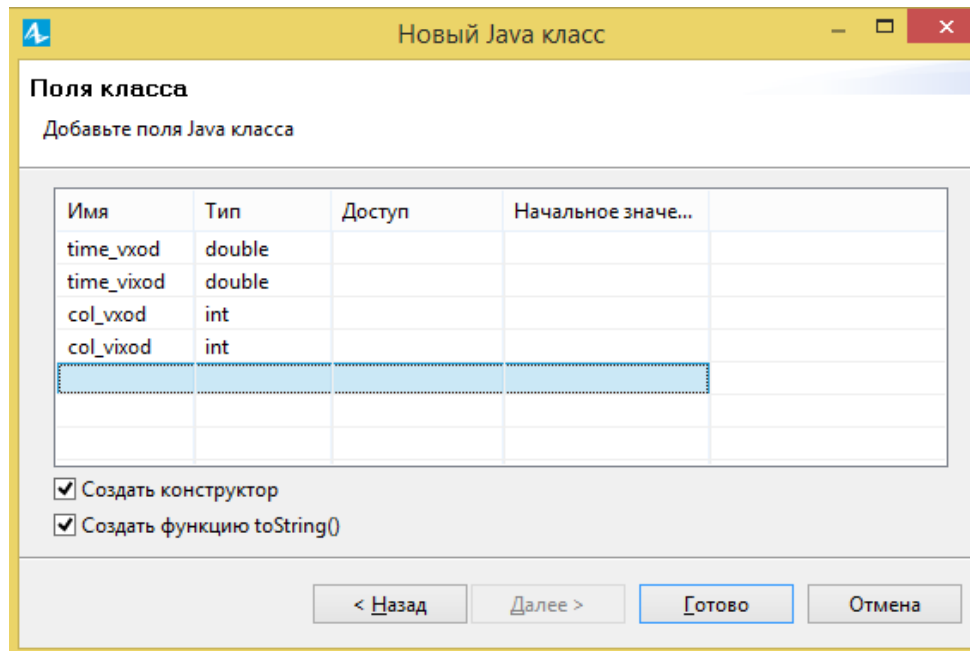 Новый Java класс
Поля класса
Добавьте поля Java класса
Имя Тип Доступ Начальное значе...
time_vxod double
time_vixod double
col_vxod int
col_vixod int
Создать конструктор
Создать функцию toString()
< Назад Далее > Готово Отмена